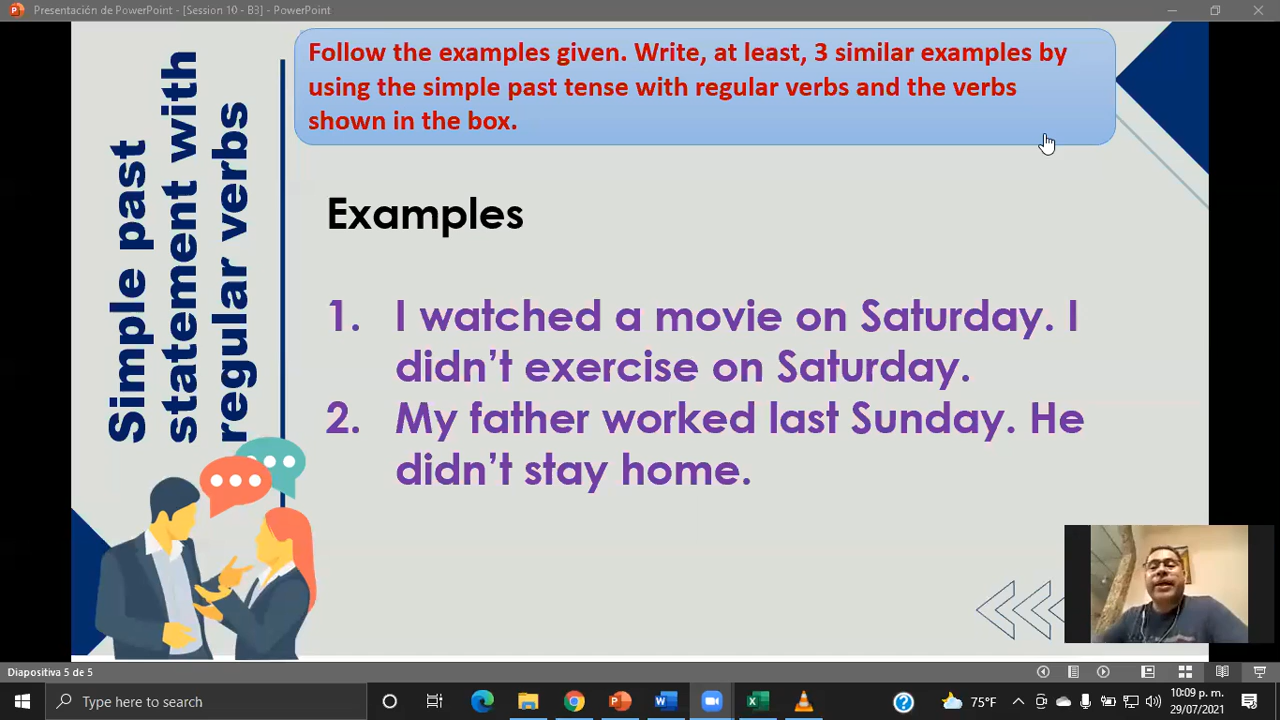 Presentación de PowerPoint - [Session 10 - B3] - PowerPoint
Follow the examples given. Write, at least, 3 similar examples by
using the simple past tense with regular verbs and the verbs
shown in the box.
Simple past
statement with
regular verbs
Examples
1. I watched a movie on Saturday. I
didn't exercise on Saturday.
2. My father worked last Sunday. He
didn't stay home.
Diapositiva 5 de 5
Type here to search
75°F
10:09 p. m.
29/07/2021